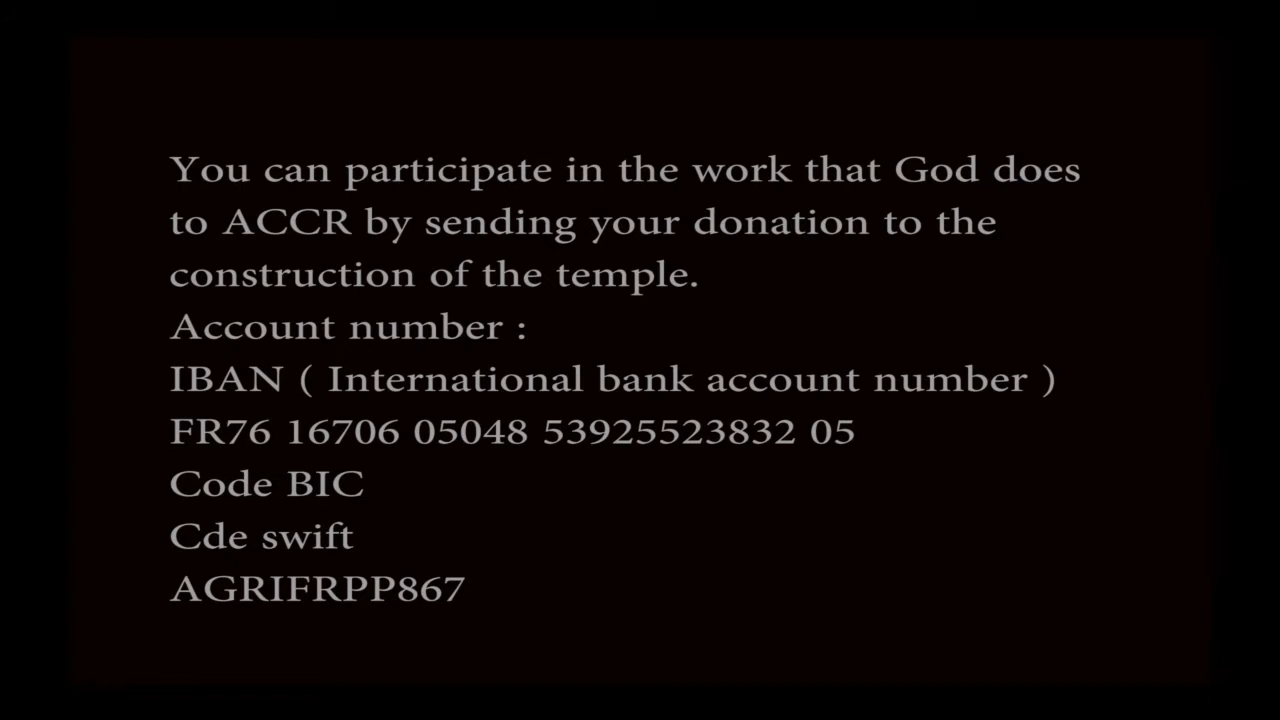 You can participate in the work that God does
to ACCR by sending your donation to the
construction of the temple.
Account number :
IBAN ( International bank account number )
FR76 16706 05048 53925523832 05
Code BIC
Cde swift
AGRIFRPP867